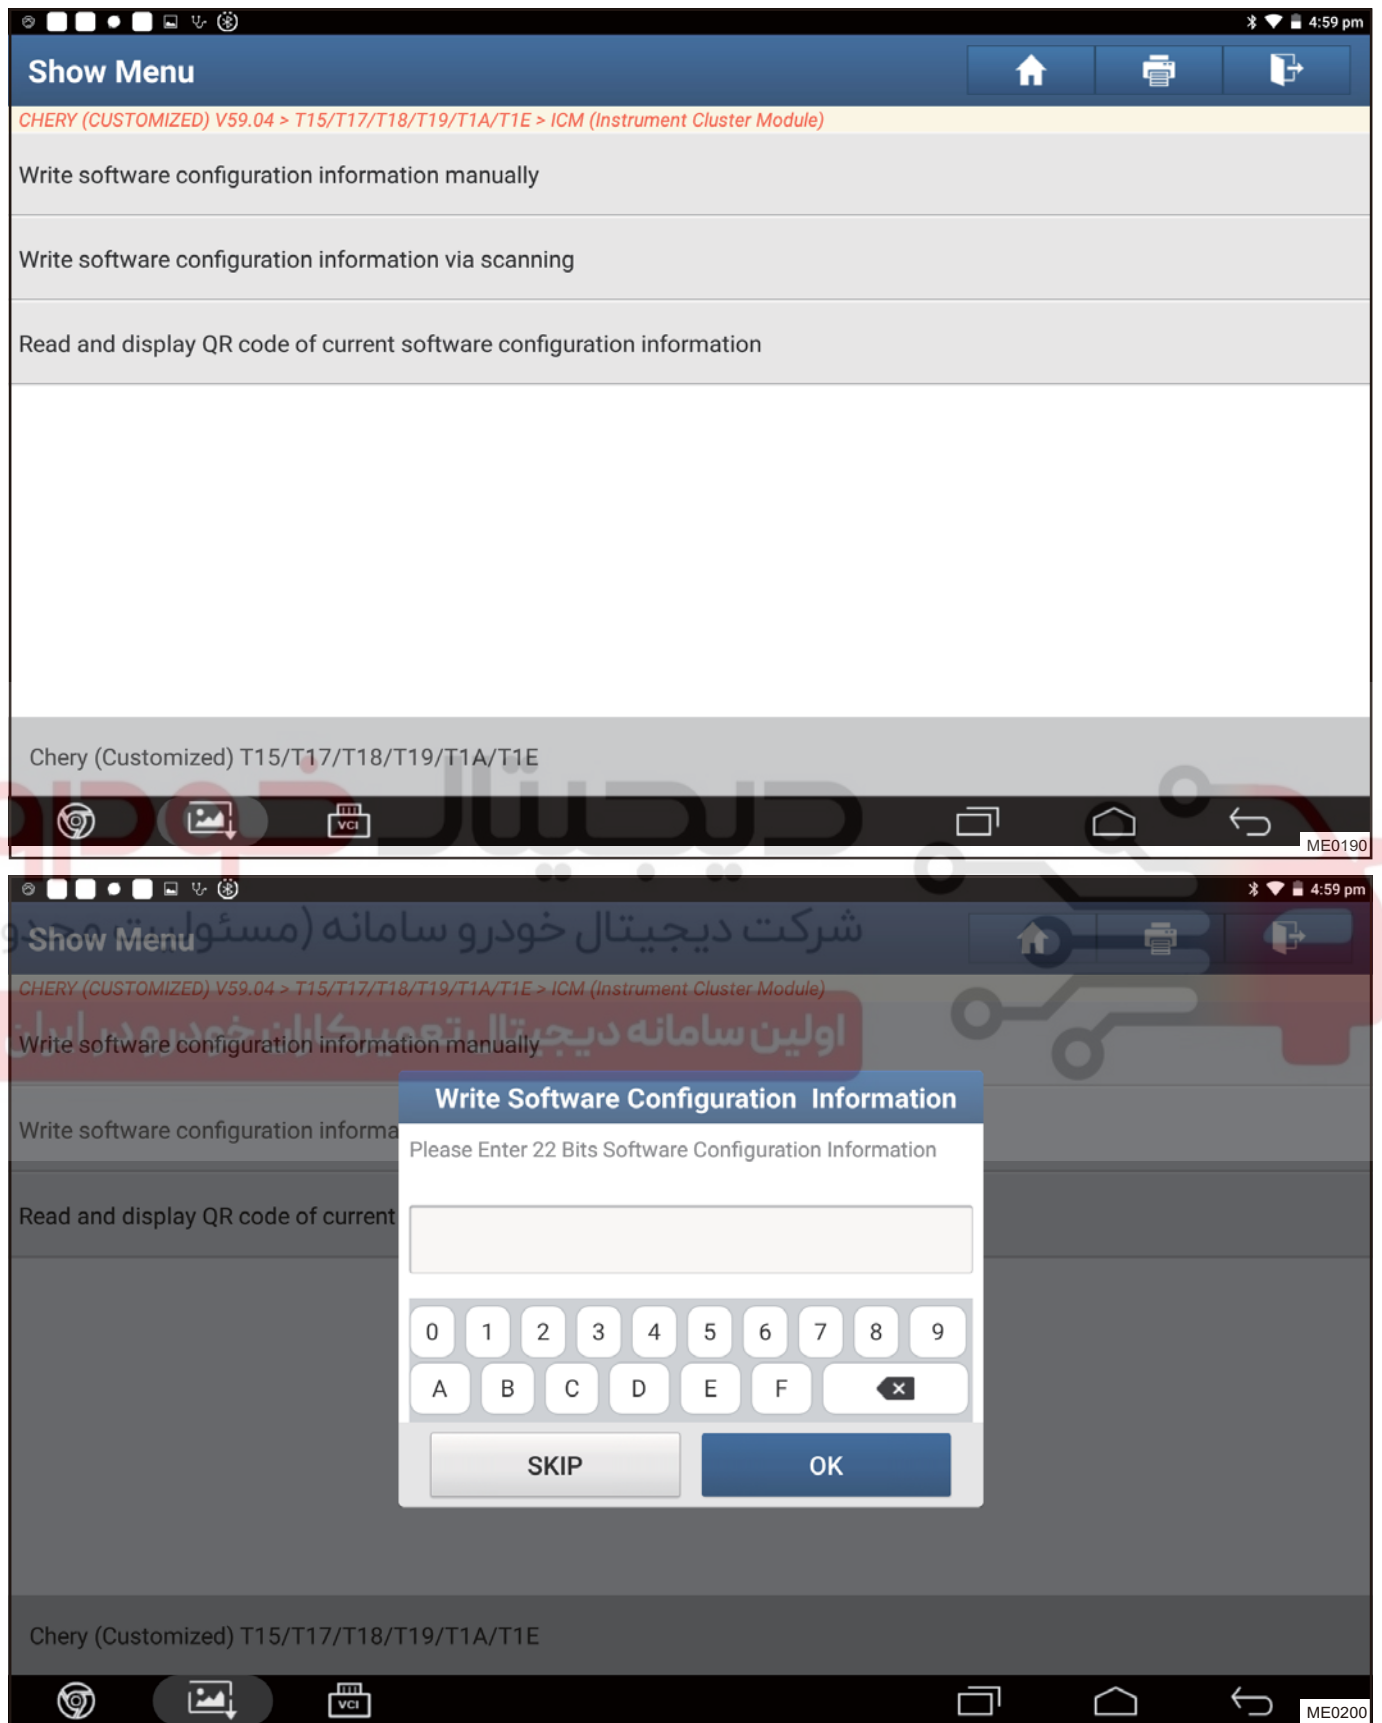 4:59 pm
Show Menu
CHERY (CUSTOMIZED) V59.04 > T15/T17/T18/T19/T1A/T1E > ICM (Instrument Cluster Module)
Write software configuration information manually
Write software configuration information via scanning
Read and display QR code of current software configuration information
Chery (Customized) T15/T17/T18/T19/T1A/T1E
VCI
ME0190
دیجیتال خودرو
4:59 pm
شرکت دیجیتال خودرو سامانه (مسئولیت محدو
Show Menu
CHERY (CUSTOMIZED) V59.04 > T15/T17/T18/T19/T1A/T1E > ICM (Instrument Cluster Module)
اولین سامانه دیجیتال تعمیرکاران خودرو در ایران
Write software configuration information manually
Write Software Configuration Information
Write software configuration informa
Please Enter 22 Bits Software Configuration Information
Read and display QR code of current
0 1 2 3 4 5 6 7 8 9
A B C D E F
SKIP OK
Chery (Customized) T15/T17/T18/T19/T1A/T1E
VCI
ME0200